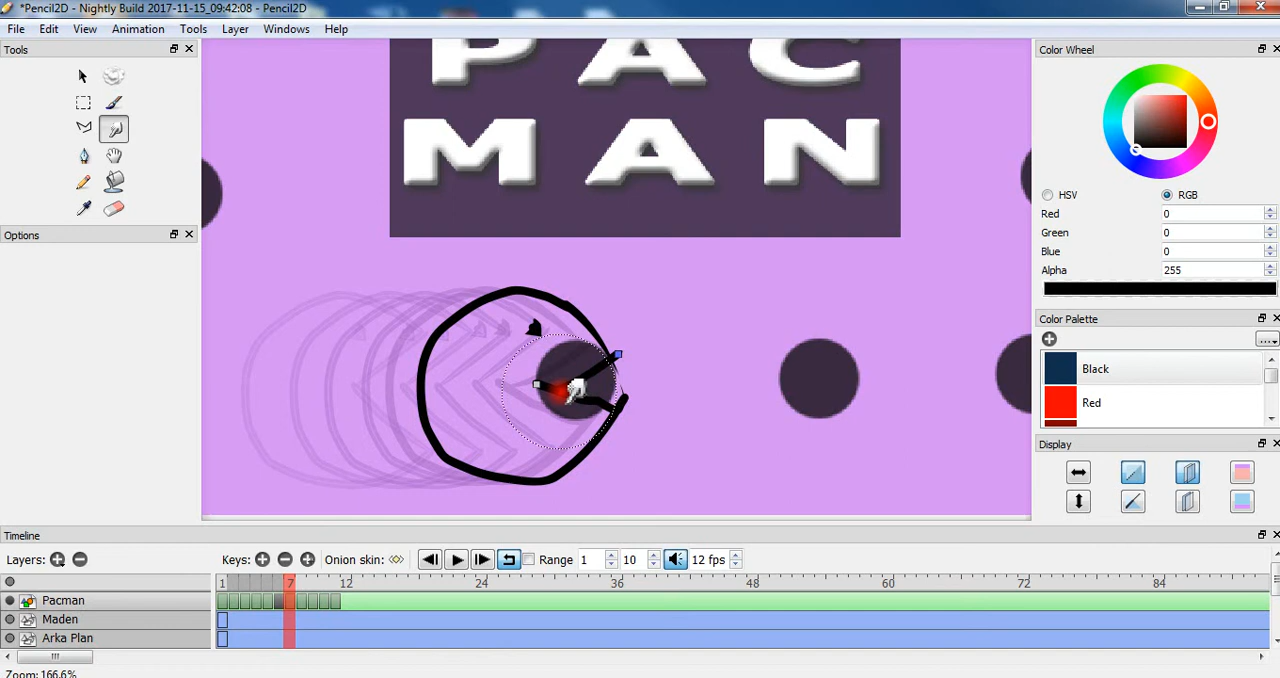 *Pencil2D - Nightly Build 2017-11-15_09:42:08 - Pencil2D
File Edit View Animation Tools Layer Windows Help
Tools
Options
PAC
MAN
Color Wheel
HSV RGB
Red 0
Green 0
Blue 0
Alpha 255
Color Palette
...
Black
Red
Display
Timeline
Layers: Keys: Onion skin: Range 1 10 12 fps
1 7 12 24 36 48 60 72 84
Pacman
Maden
Arka Plan
Zoom: 166.6%